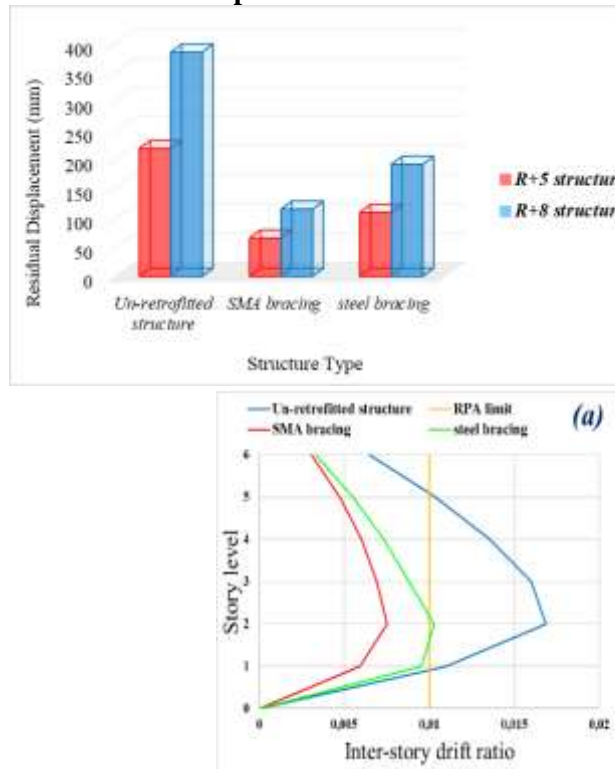 400
350
300
250
200
150
100
50
0
Residual Displacement (mm)
Un-retrofitted structure
SMA bracing
steel bracing
Structure Type
R+5 structur
R+8 structur
Un-retrofitted structure
RPA limit
SMA bracing
steel bracing
(a)
6
5
4
3
2
1
0
Story level
0
0,005
0,01
0,015
0,02
Inter-story drift ratio